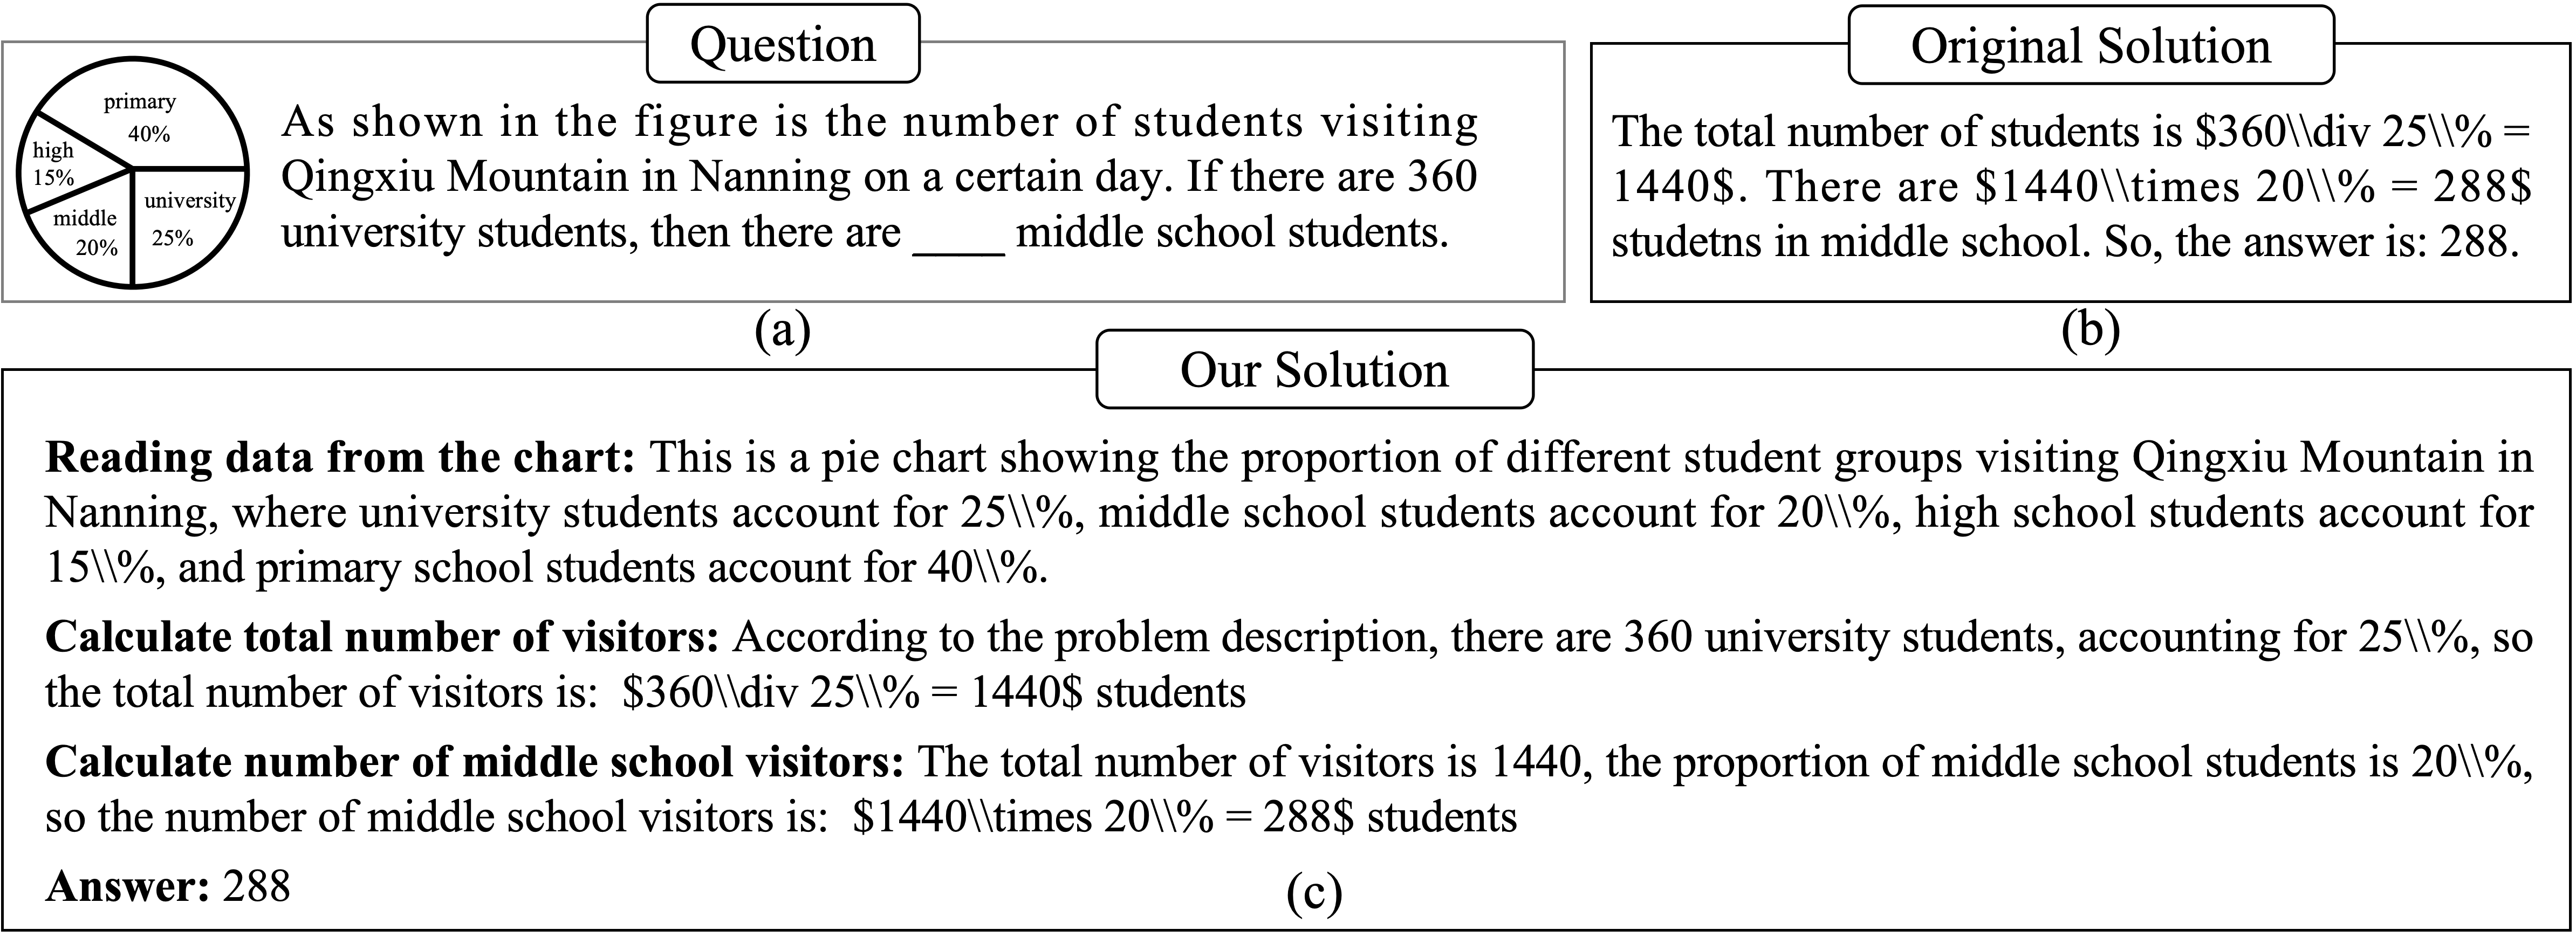 Question
primary
40%
high
15%
middle
20%
university
25%
As shown in the figure is the number of students visiting
Qingxiu Mountain in Nanning on a certain day. If there are 360
university students, then there are ____ middle school students.
(a)
Original Solution
The total number of students is $360\\div 25\\% =
1440$. There are $1440\\times 20\\% = 288$
studetns in middle school. So, the answer is: 288.
(b)
Our Solution
Reading data from the chart: This is a pie chart showing the proportion of different student groups visiting Qingxiu Mountain in
Nanning, where university students account for 25\\%, middle school students account for 20\\%, high school students account for
15\\%, and primary school students account for 40\\%.
Calculate total number of visitors: According to the problem description, there are 360 university students, accounting for 25\\%, so
the total number of visitors is: $360\\div 25\\% = 1440$ students
Calculate number of middle school visitors: The total number of visitors is 1440, the proportion of middle school students is 20\\%,
so the number of middle school visitors is: $1440\\times 20\\% = 288$ students
Answer: 288
(c)